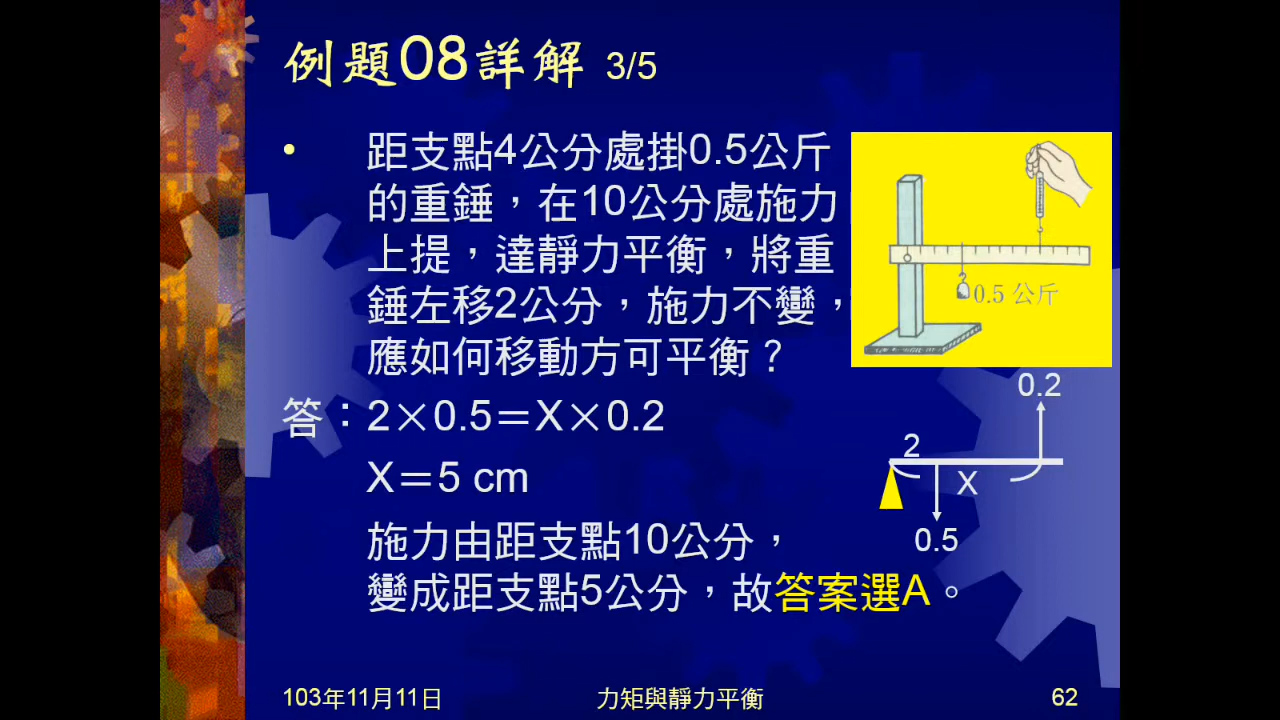 例題08詳解 3/5
• 距支點4公分處掛0.5公斤
的重錘，在10公分處施力
上提，達靜力平衡，將重
錘左移2公分，施力不變，
應如何移動方可平衡？
0.5 公斤
答：2×0.5＝X×0.2
X＝5 cm
施力由距支點10公分，
變成距支點5公分，故答案選A。
0.2
2
X
0.5
103年11月11日
力矩與靜力平衡
62